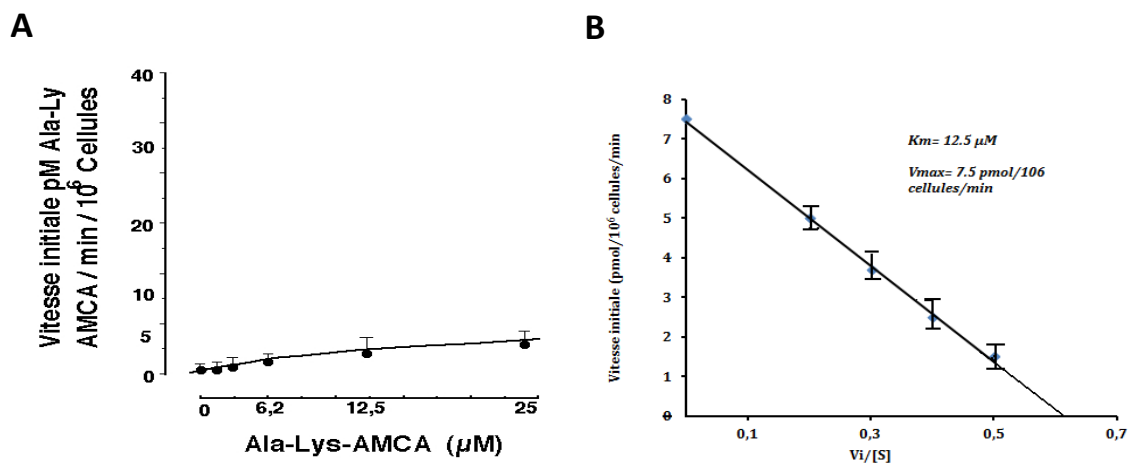 A
Vitesse initiale pM Ala-Ly
AMCA / min / 10⁶ Cellules
40
30
20
10
5
0
0
6,2
12,5
25
Ala-Lys-AMCA (µM)
B
Vitesse initiale (pmol/10⁶ cellules/min
8
7
6
5
4
3
2
1
0
Km= 12.5 µM
Vmax= 7.5 pmol/106
cellules/min
0,1
0,3
0,5
0,7
Vi/[S]